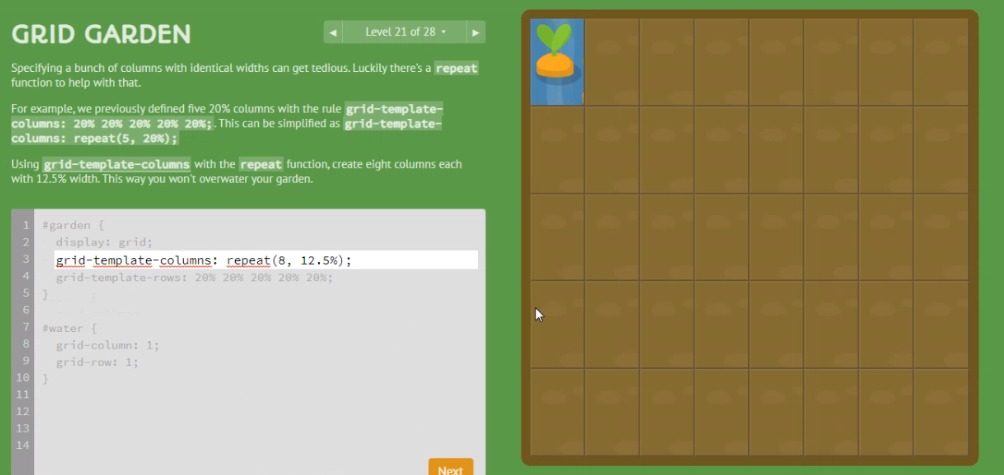 GRID GARDEN
◄ Level 21 of 28 ▾ ►
Specifying a bunch of columns with identical widths can get tedious. Luckily there's a repeat
function to help with that.
For example, we previously defined five 20% columns with the rule grid-template-
columns: 20% 20% 20% 20% 20%;. This can be simplified as grid-template-
columns: repeat(5, 20%);
Using grid-template-columns with the repeat function, create eight columns each
with 12.5% width. This way you won't overwater your garden.
1 #garden {
2 display: grid;
3 grid-template-columns: repeat(8, 12.5%);
4 grid-template-rows: 20% 20% 20% 20% 20%;
5 }
6
7 #water {
8 grid-column: 1;
9 grid-row: 1;
10 }
11
12
13
14
Next